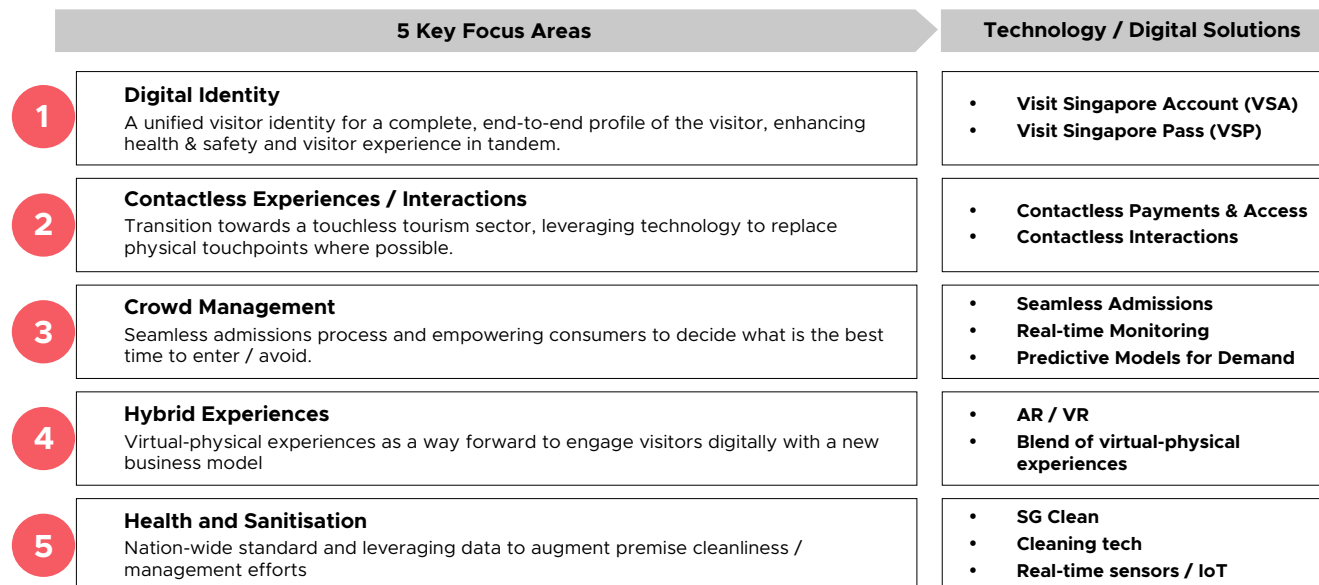 5 Key Focus Areas
Technology / Digital Solutions
1
Digital Identity
A unified visitor identity for a complete, end-to-end profile of the visitor, enhancing
health & safety and visitor experience in tandem.
• Visit Singapore Account (VSA)
• Visit Singapore Pass (VSP)
2
Contactless Experiences / Interactions
Transition towards a touchless tourism sector, leveraging technology to replace
physical touchpoints where possible.
• Contactless Payments & Access
• Contactless Interactions
3
Crowd Management
Seamless admissions process and empowering consumers to decide what is the best
time to enter / avoid.
• Seamless Admissions
• Real-time Monitoring
• Predictive Models for Demand
4
Hybrid Experiences
Virtual-physical experiences as a way forward to engage visitors digitally with a new
business model
• AR / VR
• Blend of virtual-physical
experiences
5
Health and Sanitisation
Nation-wide standard and leveraging data to augment premise cleanliness /
management efforts
• SG Clean
• Cleaning tech
• Real-time sensors / IoT